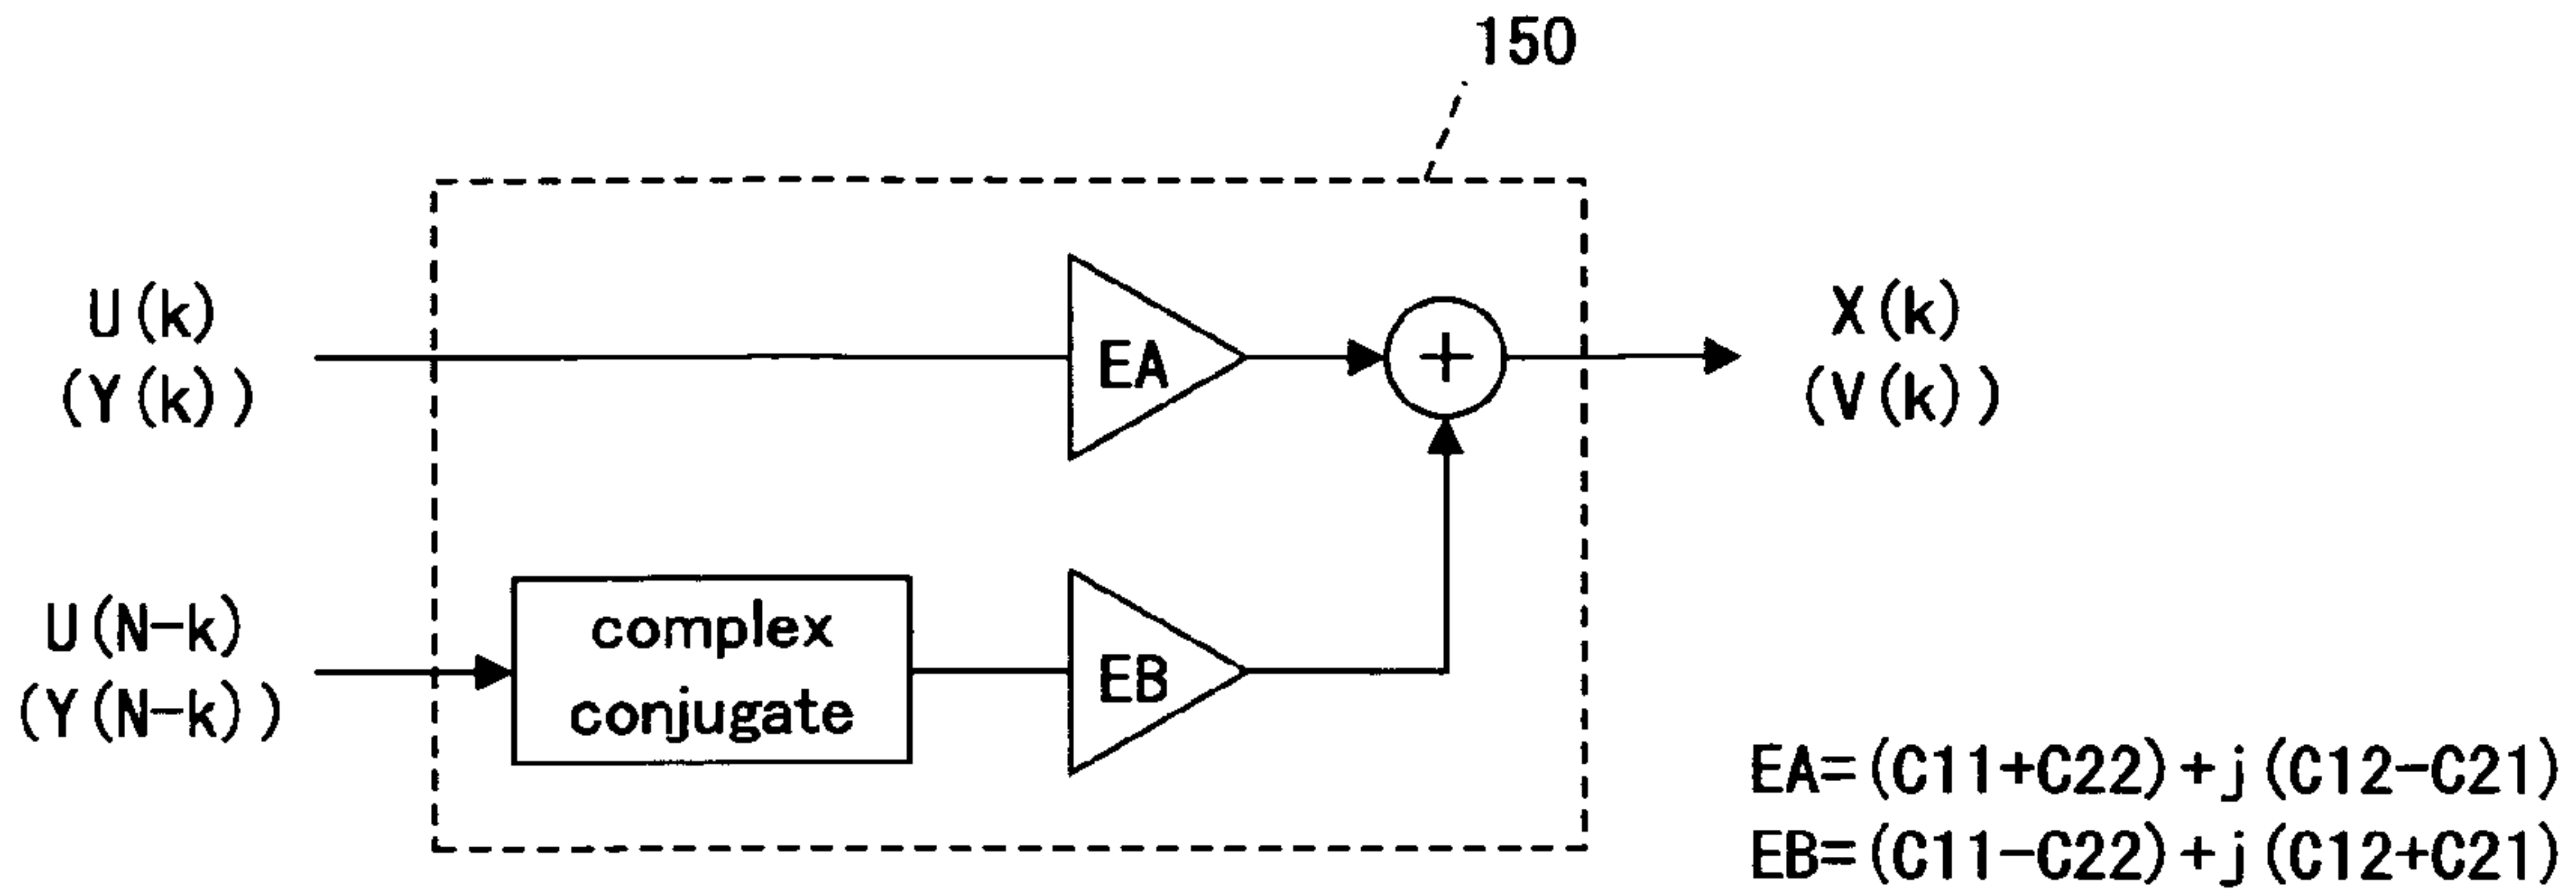 150
U(k)
(Y(k))
EA
+
X(k)
(V(k))
U(N-k)
(Y(N-k))
complex
conjugate
EB
EA=(C11+C22)+j(C12-C21)
EB=(C11-C22)+j(C12+C21)